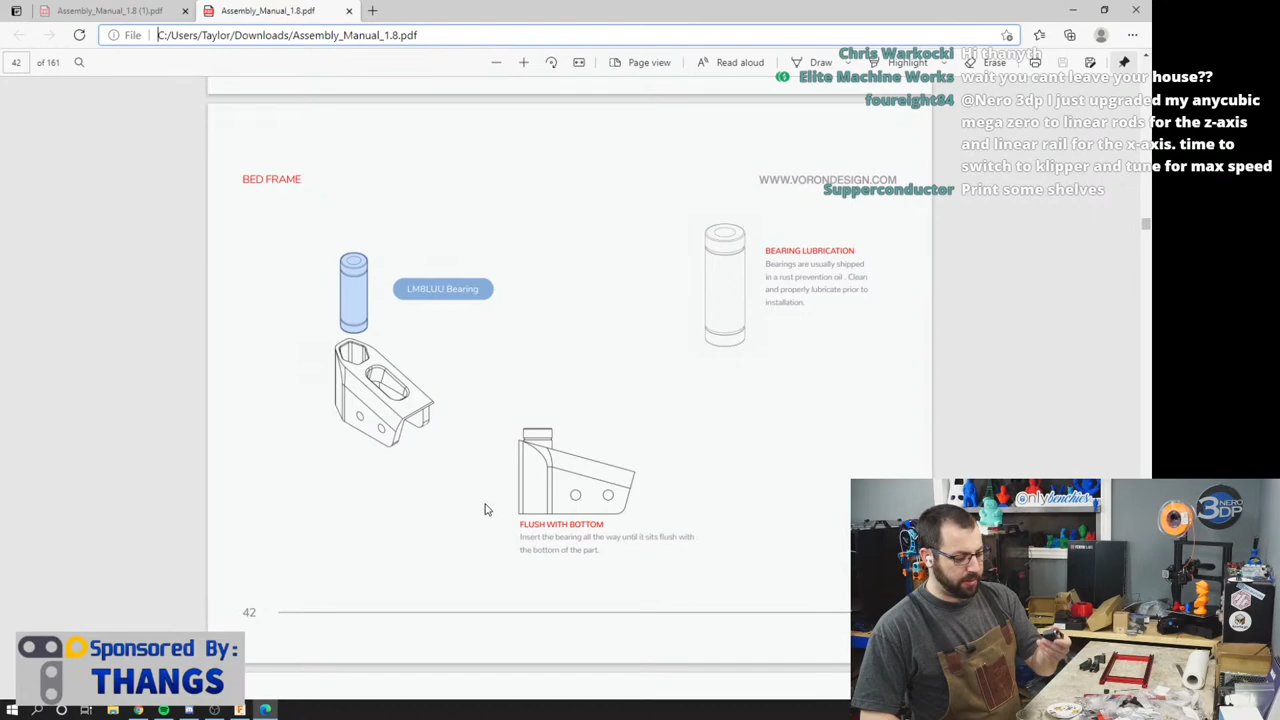 Assembly_Manual_1.8 (1).pdf
Assembly_Manual_1.8.pdf
File
C:/Users/Taylor/Downloads/Assembly_Manual_1.8.pdf
42
of 161
Page view
Read aloud
Draw
Highlight
Erase
Chris Warkocki Hi thanyth
Elite Machine Works wait you cant leave your house??
foureight84 @Nero 3dp I just upgraded my anycubic
mega zero to linear rods for the z-axis
and linear rail for the x-axis. time to
switch to klipper and tune for max speed
Supperconductor Print some shelves
BED FRAME
WWW.VORONDESIGN.COM
LM8LUU Bearing
BEARING LUBRICATION
Bearings are usually shipped
in a rust prevention oil . Clean
and properly lubricate prior to
installation.
FLUSH WITH BOTTOM
Insert the bearing all the way until it sits flush with
the bottom of the part.
42
Sponsored By:
THANGS
@onlybenchies
NERO
3DP